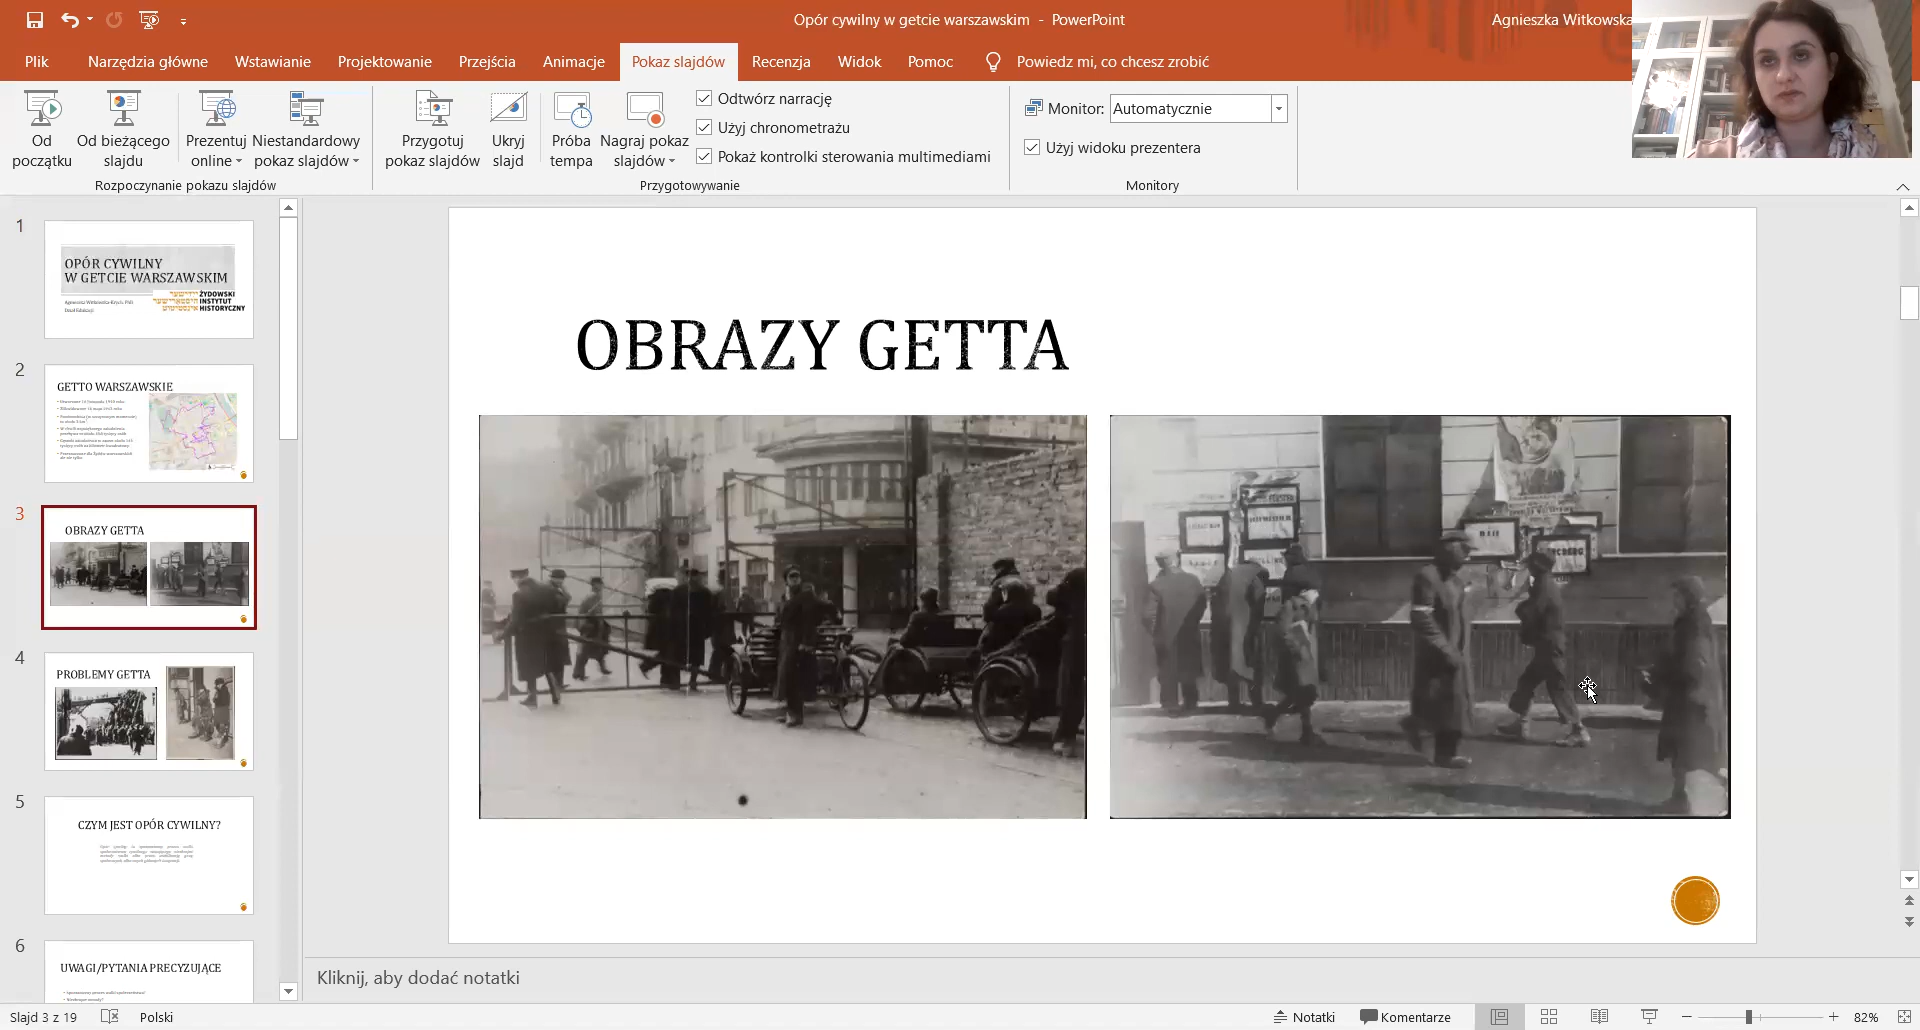 Opór cywilny w getcie warszawskim - PowerPoint
Agnieszka Witkowska
Plik
Narzędzia główne
Wstawianie
Projektowanie
Przejścia
Animacje
Pokaz slajdów
Recenzja
Widok
Pomoc
Powiedz mi, co chcesz zrobić
Od początku
Od bieżącego slajdu
Prezentuj online
Niestandardowy pokaz slajdów
Rozpoczynanie pokazu slajdów
Przygotuj pokaz slajdów
Ukryj slajd
Próba tempa
Nagraj pokaz slajdów
Odtwórz narrację
Użyj chronometrażu
Pokaż kontrolki sterowania multimediami
Przygotowywanie
Monitor: Automatycznie
Użyj widoku prezentera
Monitory
1
OPÓR CYWILNY
W GETCIE WARSZAWSKIM
ŻYDOWSKI
INSTYTUT
HISTORYCZNY
2
GETTO WARSZAWSKIE
3
OBRAZY GETTA
4
PROBLEMY GETTA
5
CZYM JEST OPÓR CYWILNY?
6
UWAGI/PYTANIA PRECYZUJĄCE
OBRAZY GETTA
Kliknij, aby dodać notatki
Slajd 3 z 19
Polski
Notatki
Komentarze
82%